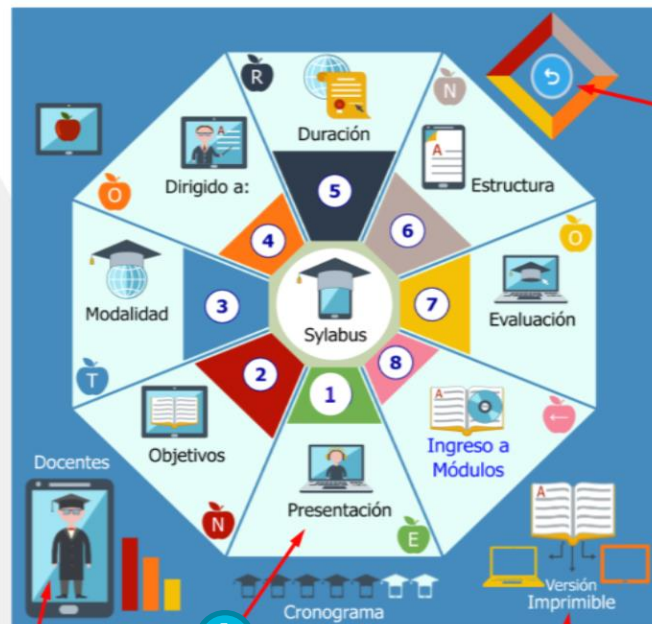 R
Duración
N
Dirigido a:
A
A
Estructura
O
5
O
4
6
Modalidad
3
Sylabus
7
Evaluación
T
2
1
8
Objetivos
A
Ingreso a
Módulos
←
Docentes
N
Presentación
E
A
Cronograma
Versión
Imprimible